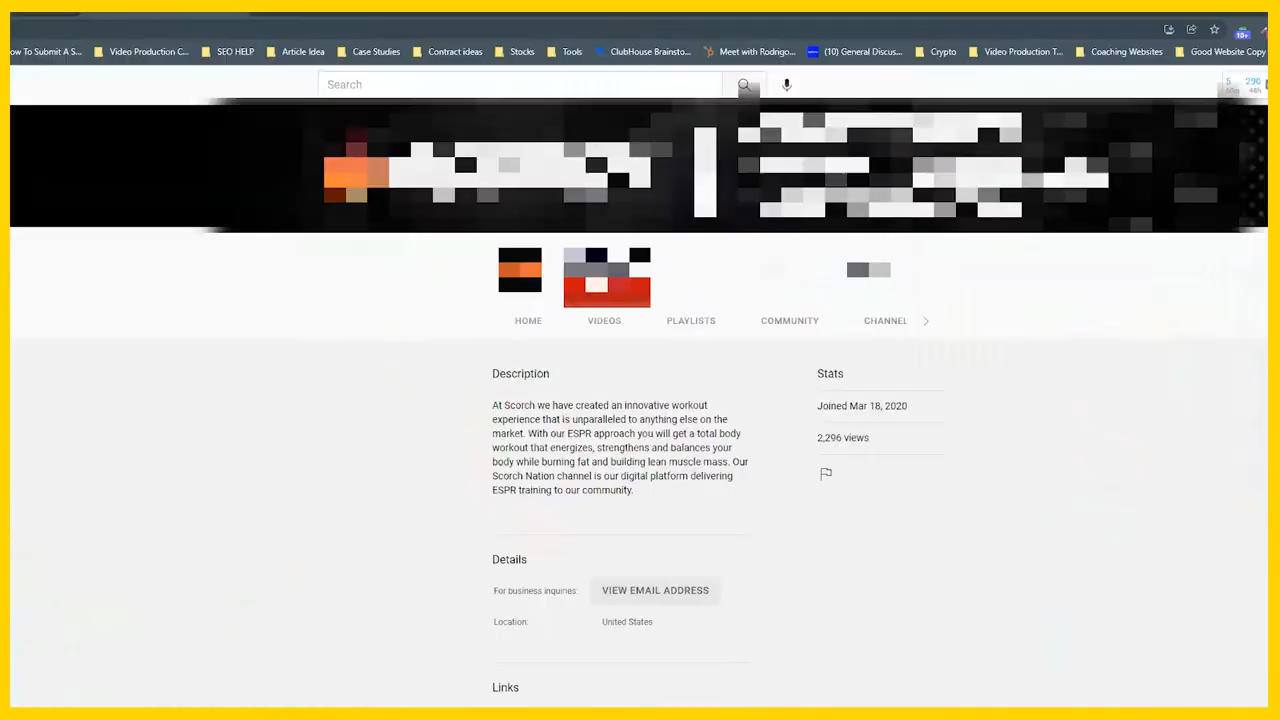 ow To Submit A S... Video Production C... SEO HELP Article Idea Case Studies Contract ideas Stocks Tools ClubHouse Brainsto... Meet with Rodrigo... (10) General Discus... Crypto Video Production T... Coaching Websites Good Website Copy
10+
Search
5 290
60m 48h
HOME VIDEOS PLAYLISTS COMMUNITY CHANNEL
Description
At Scorch we have created an innovative workout
experience that is unparalleled to anything else on the
market. With our ESPR approach you will get a total body
workout that energizes, strengthens and balances your
body while burning fat and building lean muscle mass. Our
Scorch Nation channel is our digital platform delivering
ESPR training to our community.
Stats
Joined Mar 18, 2020
2,296 views
Details
For business inquiries: VIEW EMAIL ADDRESS
Location: United States
Links